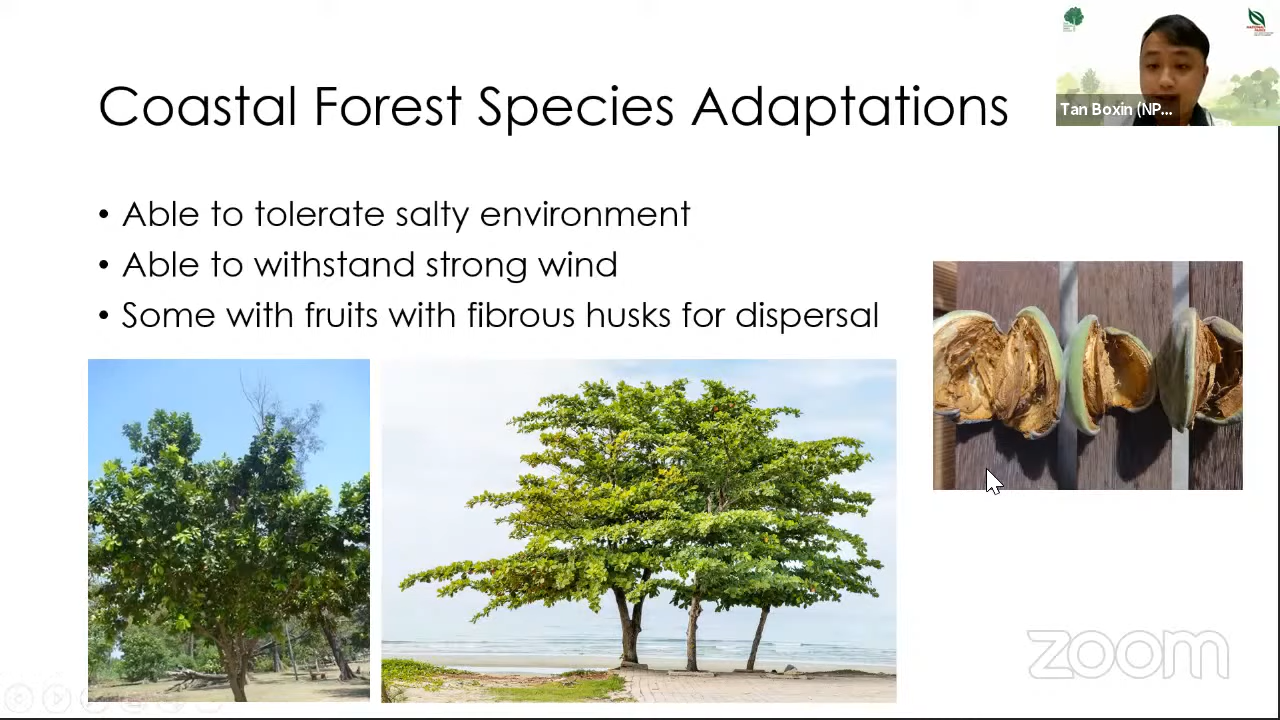 Coastal Forest Species Adaptations
Tan Boxin (NP...
• Able to tolerate salty environment
• Able to withstand strong wind
• Some with fruits with fibrous husks for dispersal
zoom